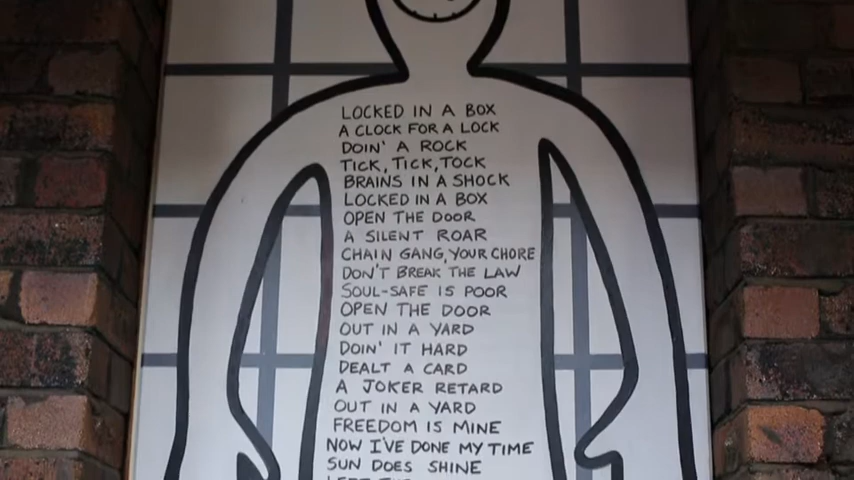 LOCKED IN A BOX
A CLOCK FOR A LOCK
DOIN' A ROCK
TICK, TICK, TOCK
BRAINS IN A SHOCK
LOCKED IN A BOX
OPEN THE DOOR
A SILENT ROAR
CHAIN GANG, YOUR CHORE
DON'T BREAK THE LAW
SOUL-SAFE IS POOR
OPEN THE DOOR
OUT IN A YARD
DOIN' IT HARD
DEALT A CARD
A JOKER RETARD
OUT IN A YARD
FREEDOM IS MINE
NOW I'VE DONE MY TIME
SUN DOES SHINE